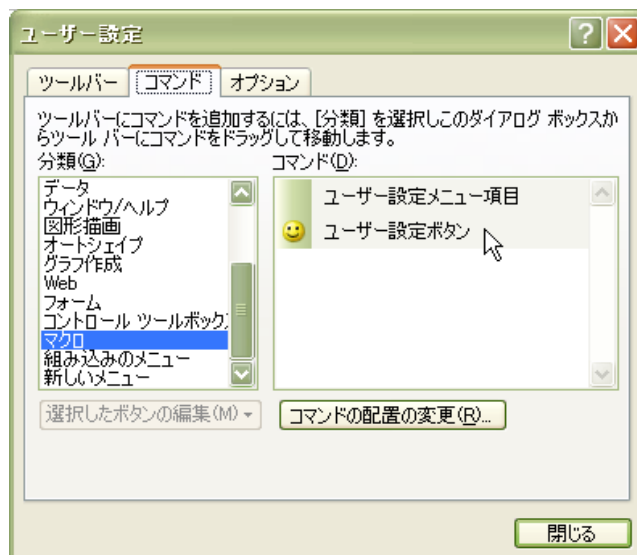 ユーザー設定
ツールバー コマンド オプション
ツールバーにコマンドを追加するには、[分類] を選択しこのダイアログ ボックスか
らツール バーにコマンドをドラッグして移動します。
分類(G): コマンド(D):
データ
ウィンドウ/ヘルプ
図形描画
オートシェイプ
グラフ作成
Web
フォーム
コントロール ツールボックス
マクロ
組み込みのメニュー
新しいメニュー
ユーザー設定メニュー項目
ユーザー設定ボタン
選択したボタンの編集(M)
コマンドの配置の変更(R)...
閉じる